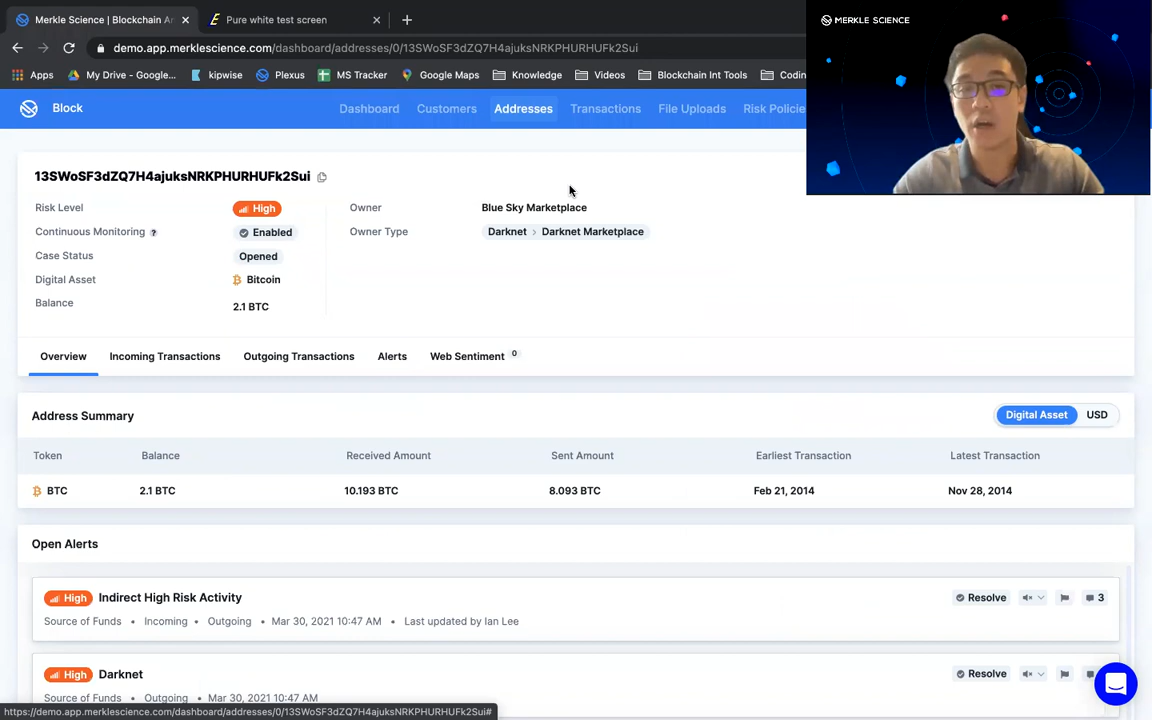 Merkle Science | Blockchain An
Pure white test screen
demo.app.merklescience.com/dashboard/addresses/0/13SWoSF3dZQ7H4ajuksNRKPHURHUFk2Sui
Apps My Drive - Google... kipwise Plexus MS Tracker Google Maps Knowledge Videos Blockchain Int Tools Coding
MERKLE SCIENCE
Block Dashboard Customers Addresses Transactions File Uploads Risk Policie
13SWoSF3dZQ7H4ajuksNRKPHURHUFk2Sui
Risk Level High Owner Blue Sky Marketplace
Continuous Monitoring ? Enabled Owner Type Darknet > Darknet Marketplace
Case Status Opened
Digital Asset Bitcoin
Balance 2.1 BTC
Overview Incoming Transactions Outgoing Transactions Alerts Web Sentiment 0
Address Summary Digital Asset USD
Token Balance Received Amount Sent Amount Earliest Transaction Latest Transaction
BTC 2.1 BTC 10.193 BTC 8.093 BTC Feb 21, 2014 Nov 28, 2014
Open Alerts
High Indirect High Risk Activity Resolve 3
Source of Funds • Incoming • Outgoing • Mar 30, 2021 10:47 AM • Last updated by Ian Lee
High Darknet Resolve
Source of Funds • Outgoing • Mar 30, 2021 10:47 AM
https://demo.app.merklescience.com/dashboard/addresses/0/13SWoSF3dZQ7H4ajuksNRKPHURHUFk2Sui#